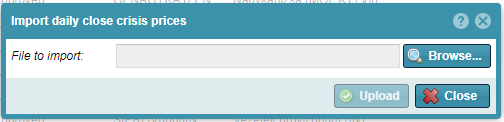 Import daily close crisis prices
File to import:
Browse...
Upload
Close